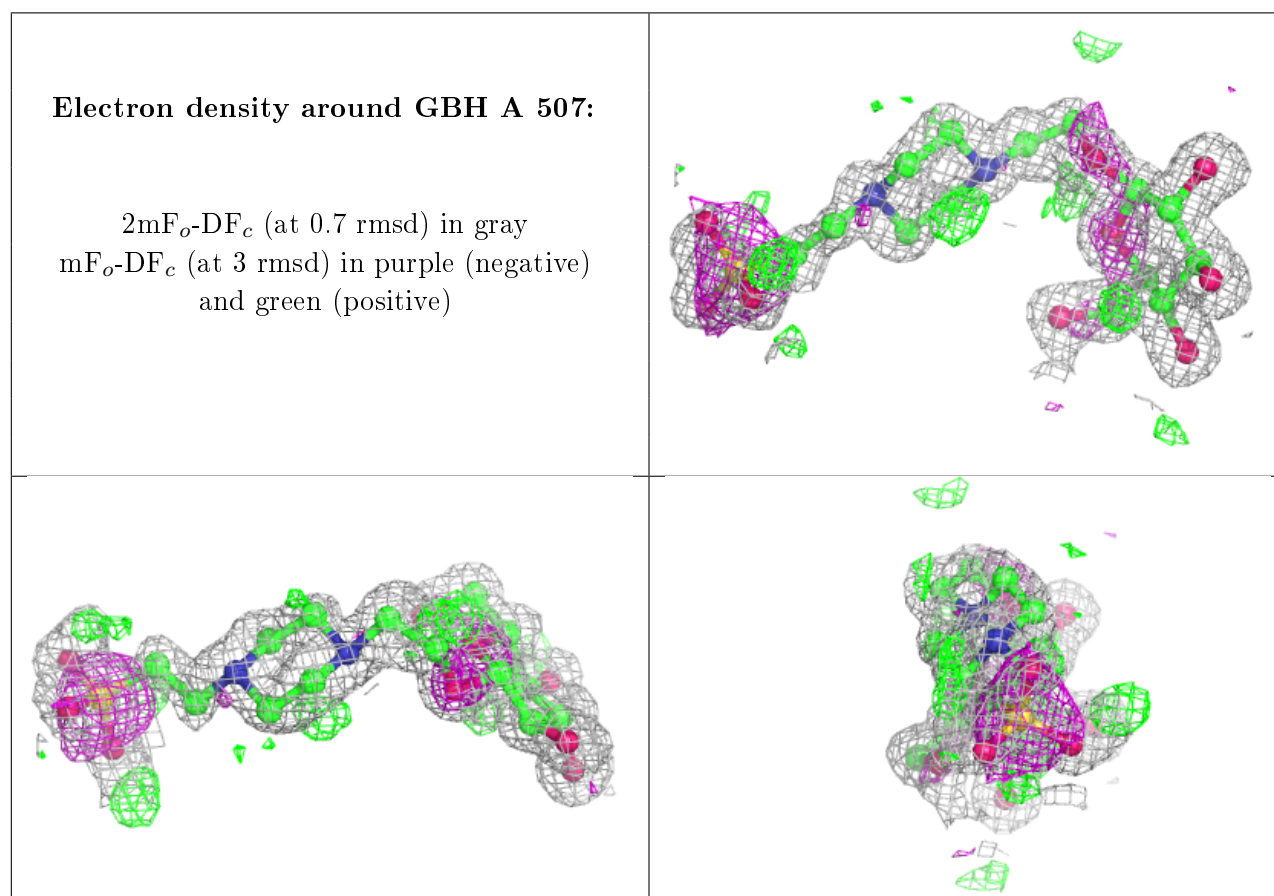 Electron density around GBH A 507:
2mFₒ-DF𝒸 (at 0.7 rmsd) in gray
mFₒ-DF𝒸 (at 3 rmsd) in purple (negative)
and green (positive)